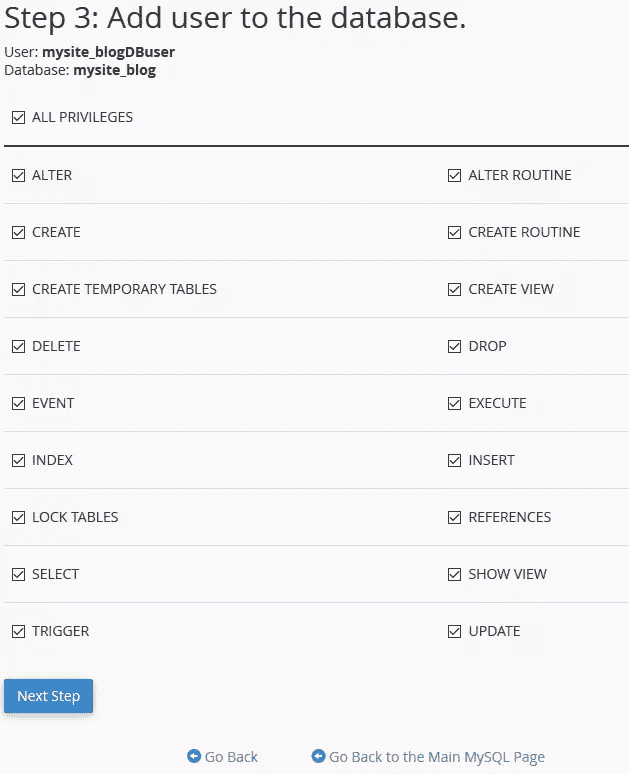 Step 3: Add user to the database.
User: mysite_blogDBuser
Database: mysite_blog
ALL PRIVILEGES
ALTER ALTER ROUTINE
CREATE CREATE ROUTINE
CREATE TEMPORARY TABLES CREATE VIEW
DELETE DROP
EVENT EXECUTE
INDEX INSERT
LOCK TABLES REFERENCES
SELECT SHOW VIEW
TRIGGER UPDATE
Next Step
Go Back Go Back to the Main MySQL Page